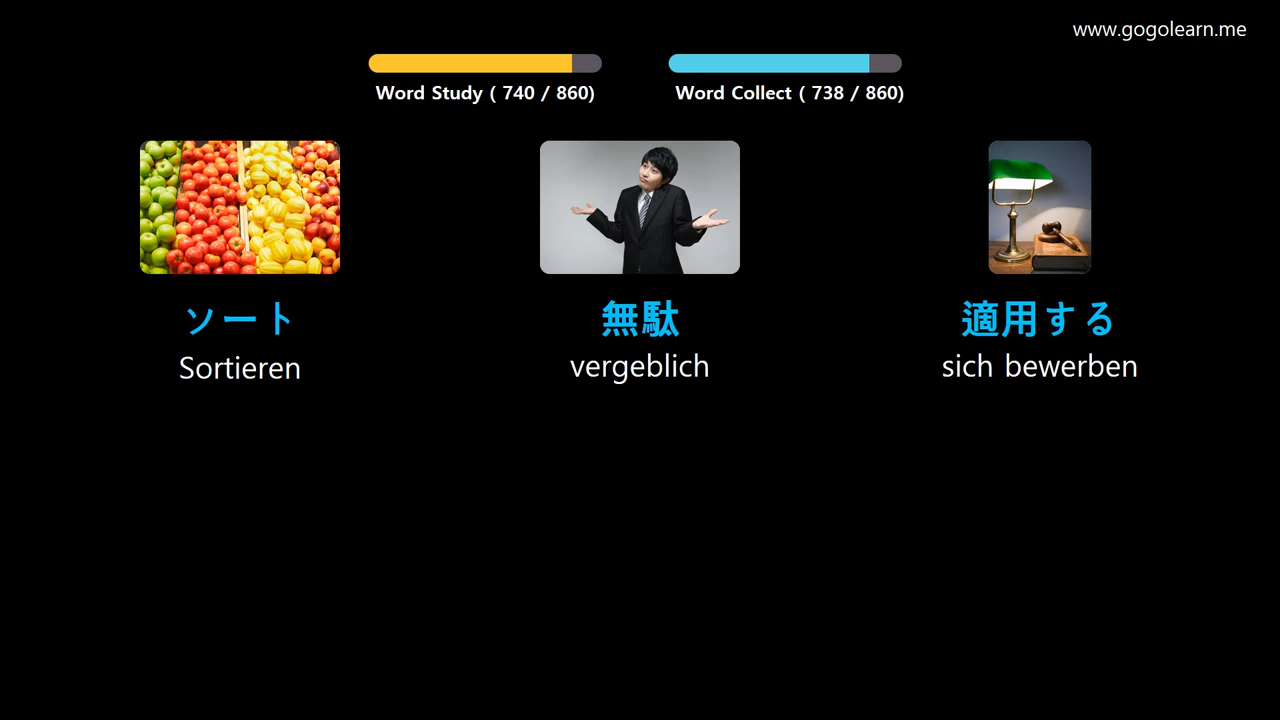 www.gogolearn.me
Word Study ( 740 / 860)
Word Collect ( 738 / 860)
ソート
無駄
適用する
Sortieren
vergeblich
sich bewerben